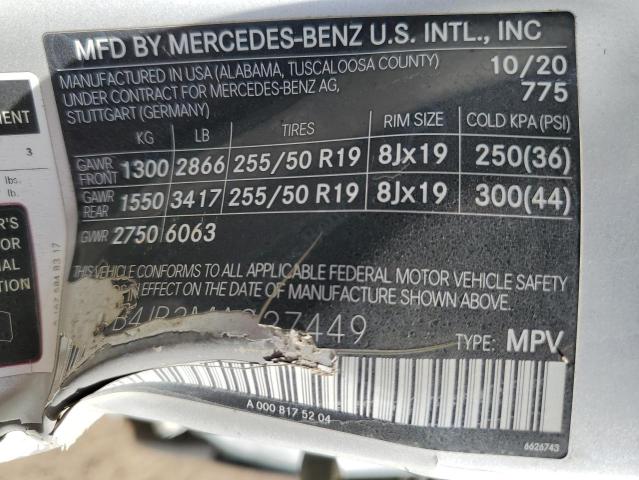 MFD BY MERCEDES-BENZ U.S. INTL., INC
MANUFACTURED IN USA (ALABAMA, TUSCALOOSA COUNTY) 10/20
UNDER CONTRACT FOR MERCEDES-BENZ AG, 775
STUTTGART (GERMANY)
KG LB TIRES RIM SIZE COLD KPA(PSI)
GAWR FRONT 1300 2866 255/50 R19 8Jx19 250(36)
GAWR REAR 1550 3417 255/50 R19 8Jx19 300(44)
GVWR 2750 6063
THIS VEHICLE CONFORMS TO ALL APPLICABLE FEDERAL MOTOR VEHICLE SAFETY
IN EFFECT ON THE DATE OF MANUFACTURE SHOWN ABOVE.
27449
TYPE: MPV
A 000 817 52 04
6626743
3
lbs.
lb.